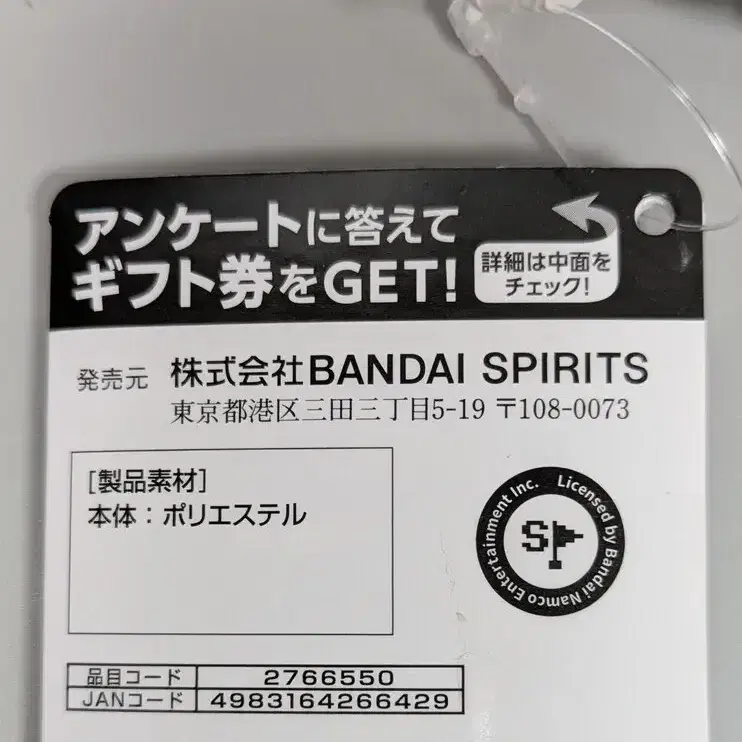 アンケートに答えて
ギフト券をGET!
詳細は中面を
チェック!
発売元 株式会社BANDAI SPIRITS
東京都港区三田三丁目5-19 〒108-0073
[製品素材]
本体：ポリエステル
Licensed by Bandai Namco Entertainment Inc.
S
品目コード 2766550
JANコード 4983164266429